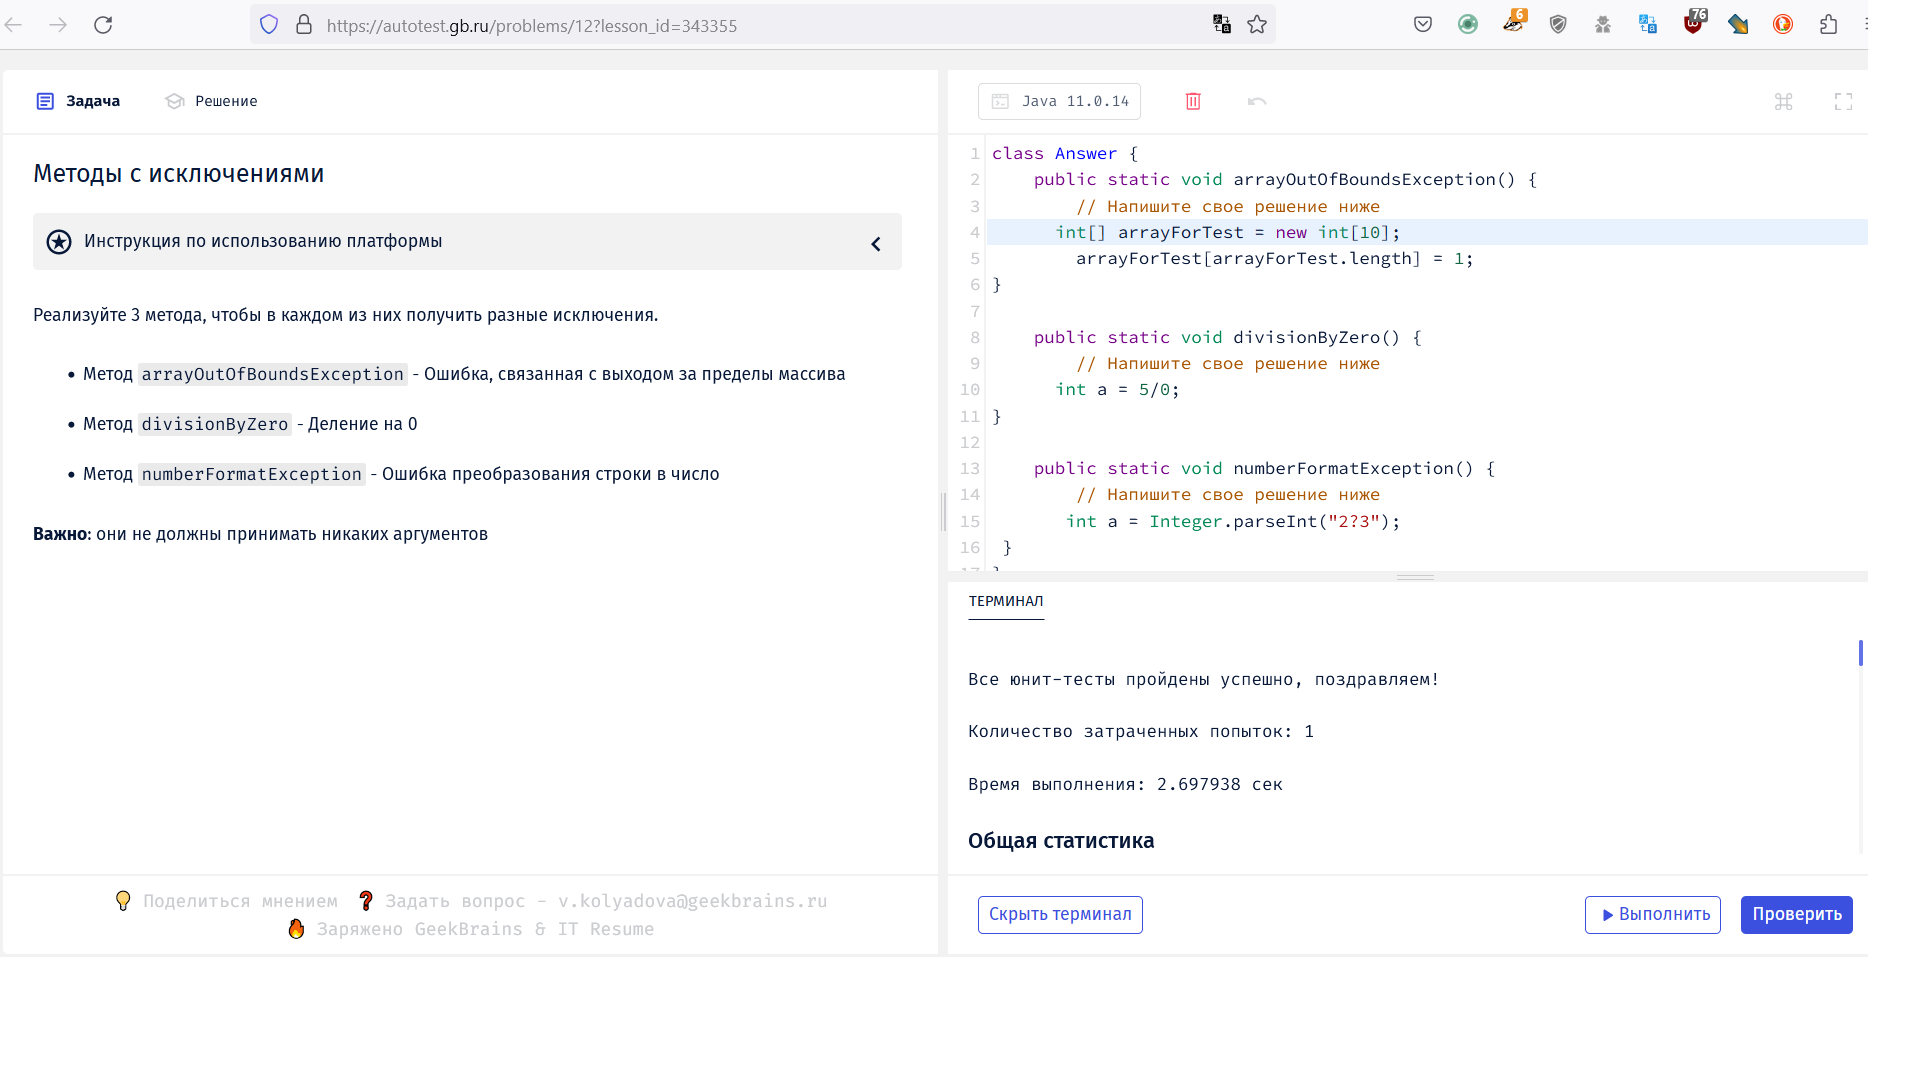 https://autotest.gb.ru/problems/12?lesson_id=343355
6
76
Задача
Решение
Методы с исключениями
Инструкция по использованию платформы
Реализуйте 3 метода, чтобы в каждом из них получить разные исключения.
• Метод arrayOutOfBoundsException - Ошибка, связанная с выходом за пределы массива
• Метод divisionByZero - Деление на 0
• Метод numberFormatException - Ошибка преобразования строки в число
Важно: они не должны принимать никаких аргументов
Поделиться мнением
Задать вопрос - v.kolyadova@geekbrains.ru
Заряжено GeekBrains & IT Resume
Java 11.0.14
1 class Answer {
2     public static void arrayOutOfBoundsException() {
3         // Напишите свое решение ниже
4       int[] arrayForTest = new int[10];
5         arrayForTest[arrayForTest.length] = 1;
6 }
7
8     public static void divisionByZero() {
9         // Напишите свое решение ниже
10       int a = 5/0;
11 }
12
13     public static void numberFormatException() {
14         // Напишите свое решение ниже
15        int a = Integer.parseInt("2?3");
16  }
17 }
ТЕРМИНАЛ
Все юнит-тесты пройдены успешно, поздравляем!
Количество затраченных попыток: 1
Время выполнения: 2.697938 сек
Общая статистика
Скрыть терминал
Выполнить
Проверить